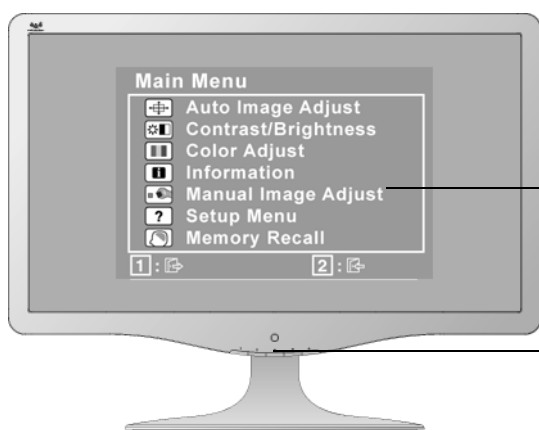 Main Menu
Auto Image Adjust
Contrast/Brightness
Color Adjust
Information
Manual Image Adjust
? Setup Menu
Memory Recall
1 : 2 :